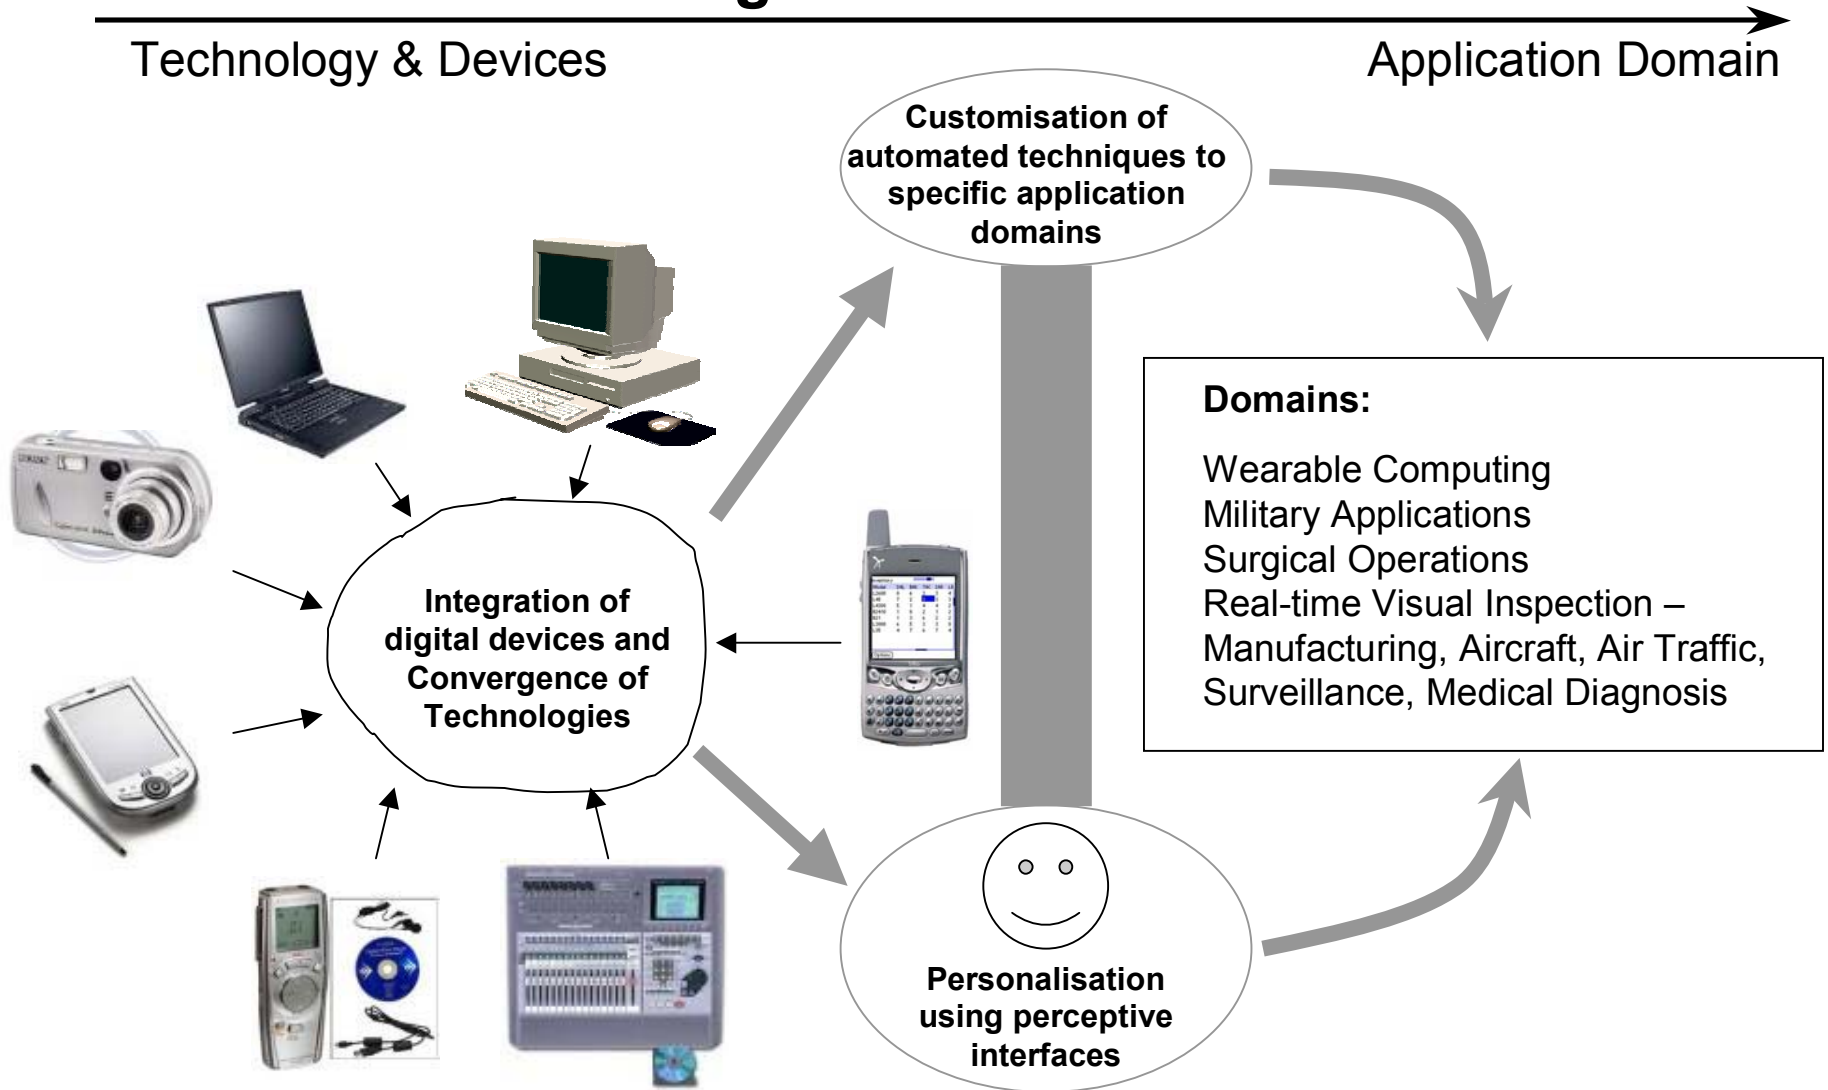 Technology & Devices
Application Domain
Customisation of
automated techniques to
specific application
domains
Integration of
digital devices and
Convergence of
Technologies
Domains:
Wearable Computing
Military Applications
Surgical Operations
Real-time Visual Inspection –
Manufacturing, Aircraft, Air Traffic,
Surveillance, Medical Diagnosis
Personalisation
using perceptive
interfaces